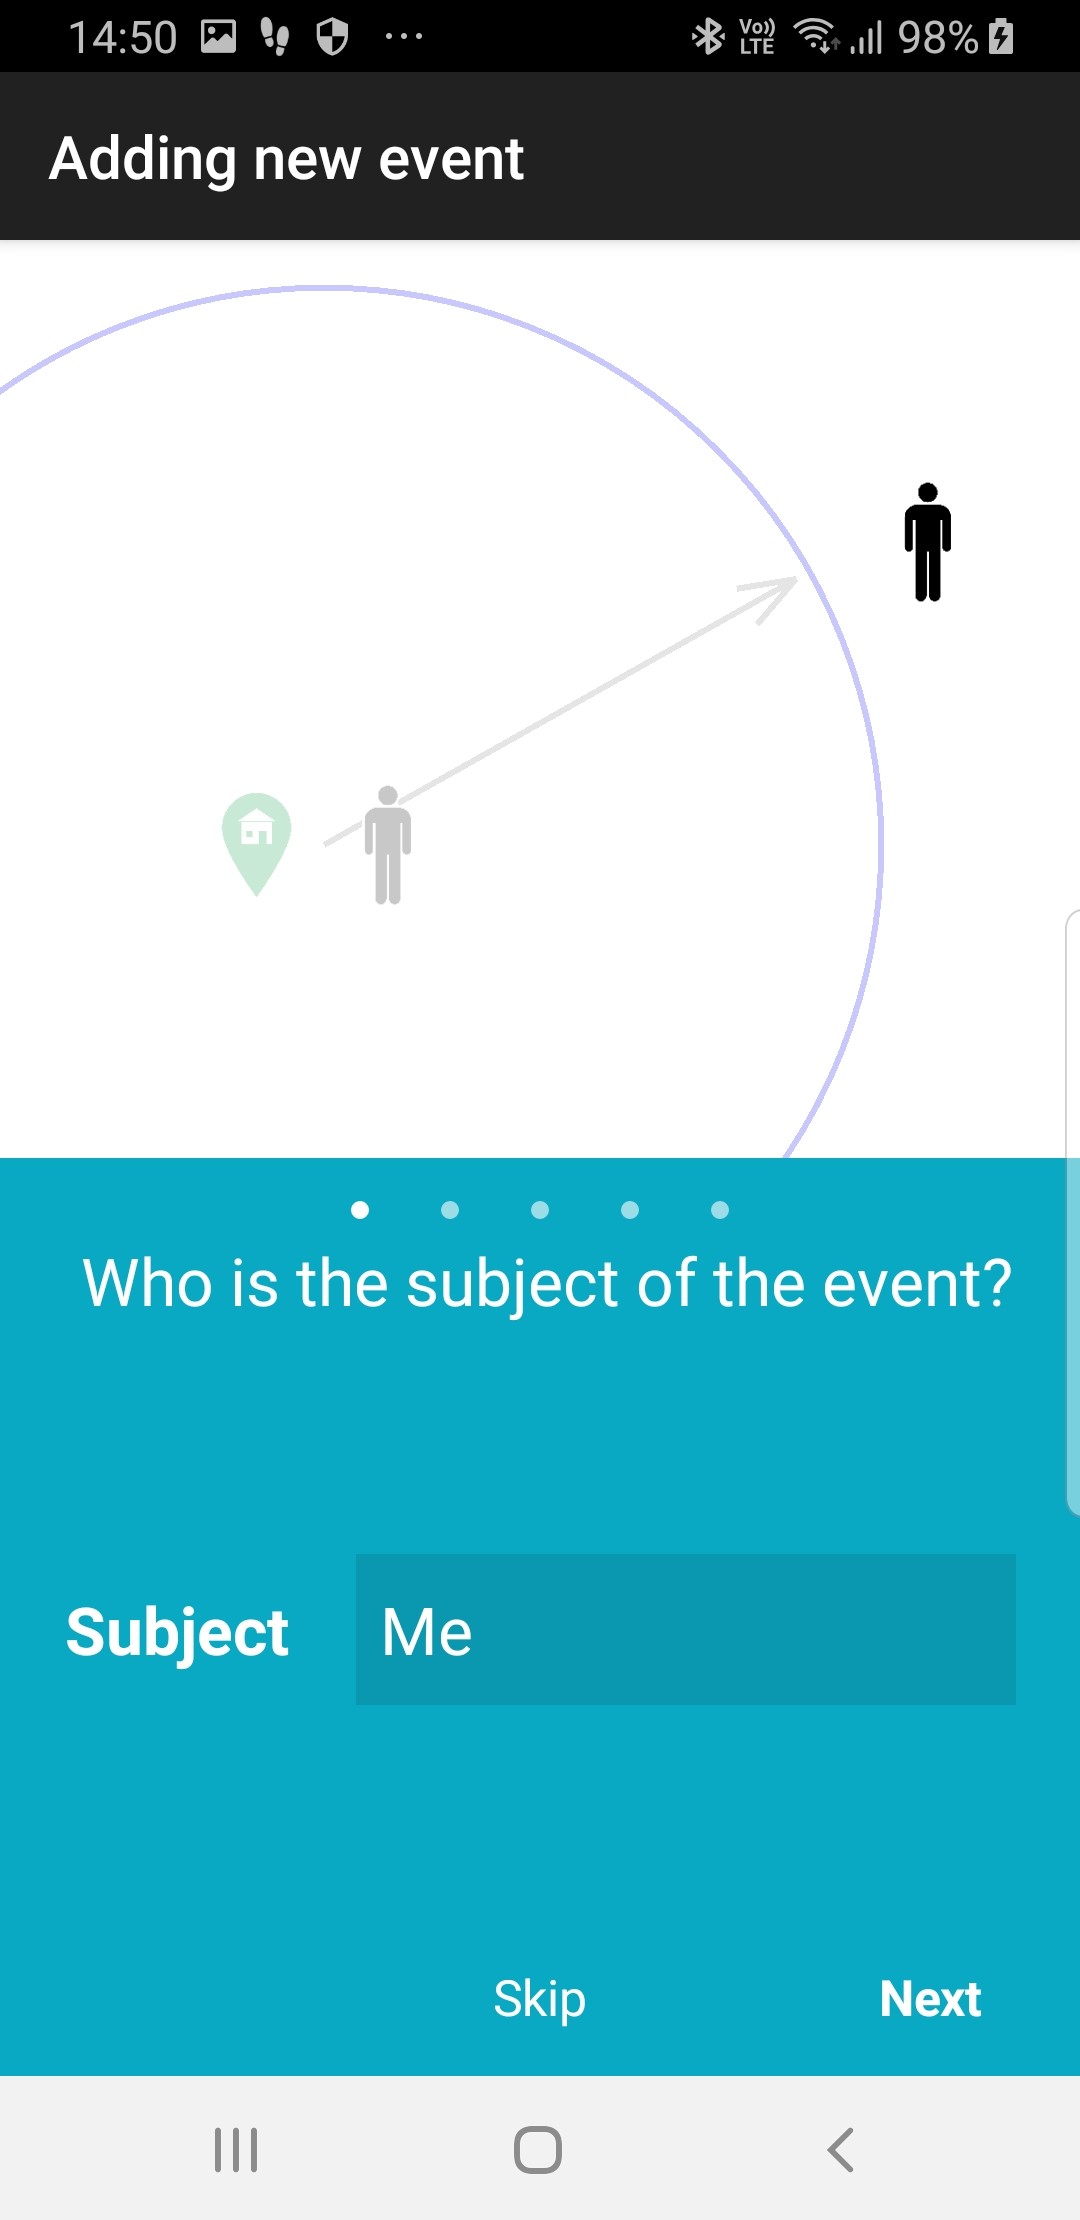 14:50 Vo)) LTE 98%
Adding new event
Who is the subject of the event?
Subject Me
Skip Next